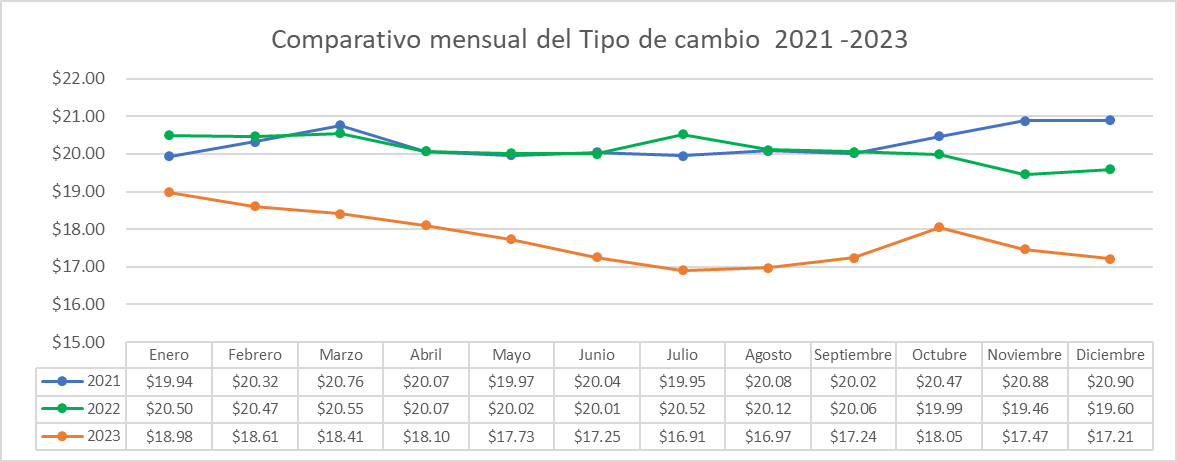 Comparativo mensual del Tipo de cambio 2021 -2023
$22.00
$21.00
$20.00
$19.00
$18.00
$17.00
$16.00
$15.00
Enero Febrero Marzo Abril Mayo Junio Julio Agosto Septiembre Octubre Noviembre Diciembre
2021 $19.94 $20.32 $20.76 $20.07 $19.97 $20.04 $19.95 $20.08 $20.02 $20.47 $20.88 $20.90
2022 $20.50 $20.47 $20.55 $20.07 $20.02 $20.01 $20.52 $20.12 $20.06 $19.99 $19.46 $19.60
2023 $18.98 $18.61 $18.41 $18.10 $17.73 $17.25 $16.91 $16.97 $17.24 $18.05 $17.47 $17.21